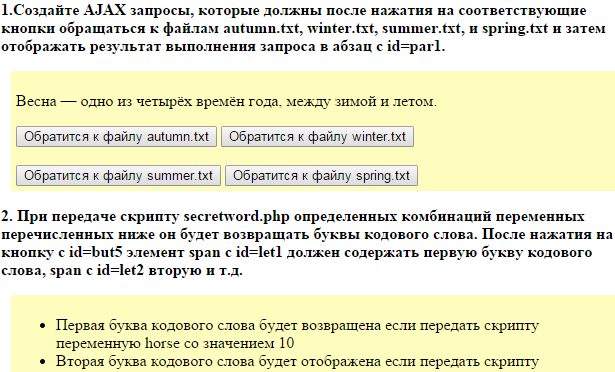 1.Создайте AJAX запросы, которые должны после нажатия на соответствующие
кнопки обращаться к файлам autumn.txt, winter.txt, summer.txt, и spring.txt и затем
отображать результат выполнения запроса в абзац с id=par1.
Весна — одно из четырёх времён года, между зимой и летом.
Обратится к файлу autumn.txt Обратится к файлу winter.txt
Обратится к файлу summer.txt Обратится к файлу spring.txt
2. При передаче скрипту secretword.php определенных комбинаций переменных
перечисленных ниже он будет возвращать буквы кодового слова. После нажатия на
кнопку с id=but5 элемент span с id=let1 должен содержать первую букву кодового
слова, span с id=let2 вторую и т.д.
• Первая буква кодового слова будет возвращена если передать скрипту
переменную horse со значением 10
• Вторая буква кодового слова будет отображена если передать скрипту